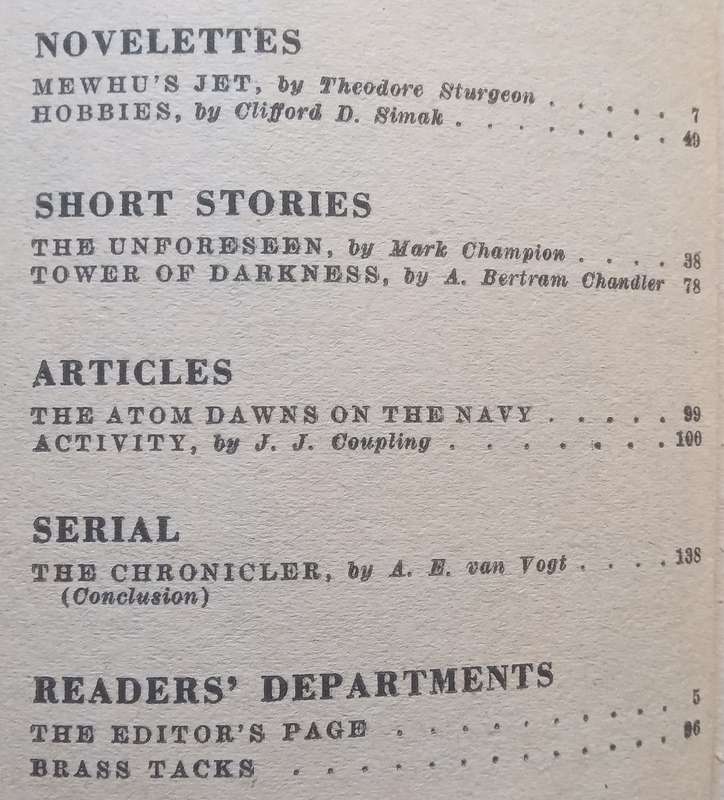 NOVELETTES
MEWHU'S JET, by Theodore Sturgeon . . . . . 7
HOBBIES, by Clifford D. Simak . . . . . . . 49
SHORT STORIES
THE UNFORESEEN, by Mark Champion . . . . 38
TOWER OF DARKNESS, by A. Bertram Chandler 78
ARTICLES
THE ATOM DAWNS ON THE NAVY . . . . . 99
ACTIVITY, by J. J. Coupling . . . . . . . . 100
SERIAL
THE CHRONICLER, by A. E. van Vogt . . . . 138
(Conclusion)
READERS' DEPARTMENTS
THE EDITOR'S PAGE . . . . . . . . . . . 5
BRASS TACKS . . . . . . . . . . . . . . 96